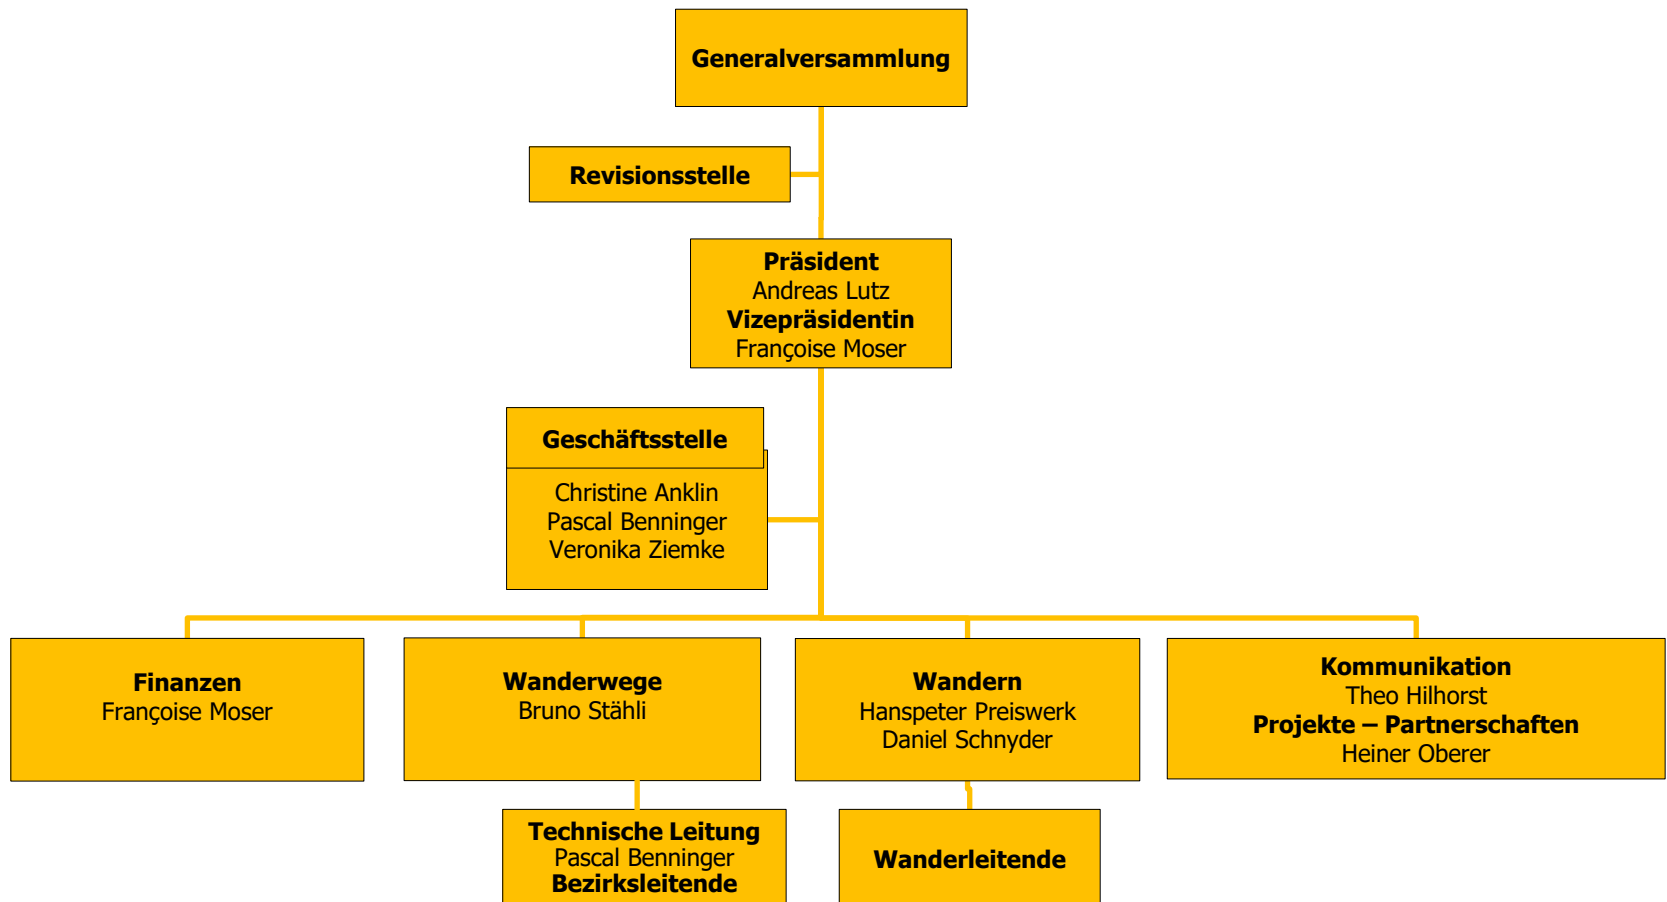 Generalversammlung
Revisionsstelle
Präsident
Andreas Lutz
Vizepräsidentin
Françoise Moser
Geschäftsstelle
Christine Anklin
Pascal Benninger
Veronika Ziemke
Finanzen
Françoise Moser
Wanderwege
Bruno Stähli
Wandern
Hanspeter Preiswerk
Daniel Schnyder
Kommunikation
Theo Hilhorst
Projekte – Partnerschaften
Heiner Oberer
Technische Leitung
Pascal Benninger
Bezirksleitende
Wanderleitende